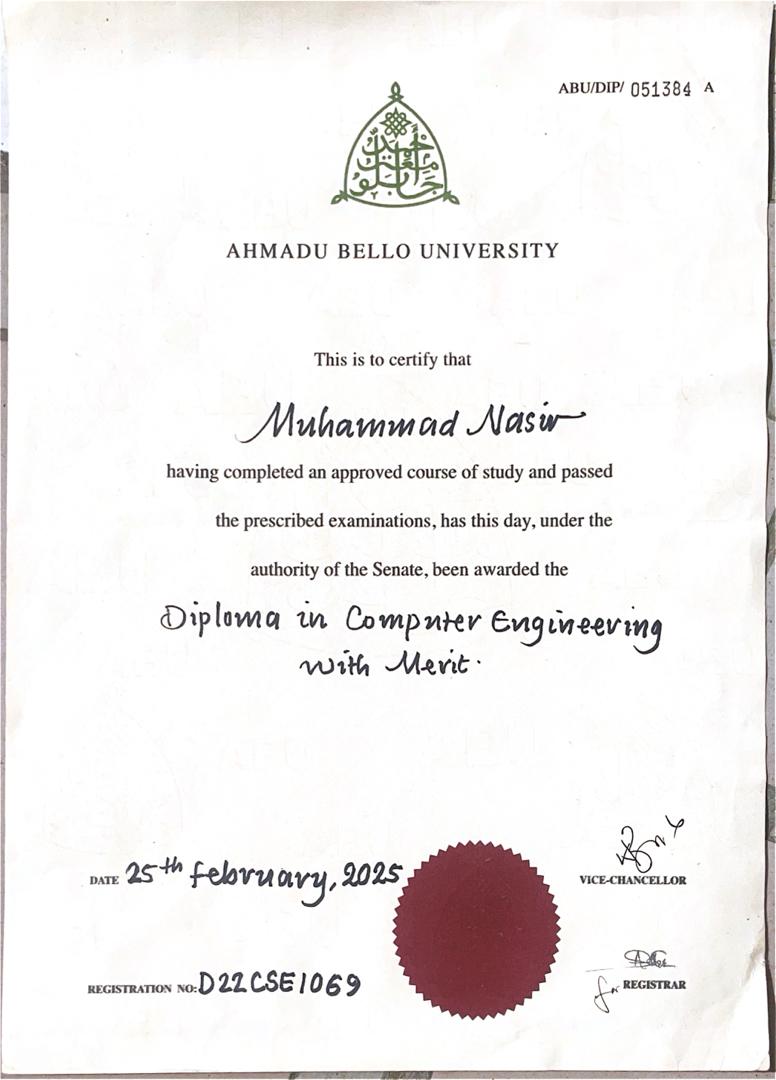 ABU/DIP/ 051384 A
AHMADU BELLO UNIVERSITY
This is to certify that
Muhammad Nasir
having completed an approved course of study and passed
the prescribed examinations, has this day, under the
authority of the Senate, been awarded the
Diploma in Computer Engineering
with Merit.
DATE 25th february, 2025
VICE-CHANCELLOR
REGISTRATION NO: D22CSE1069
for REGISTRAR